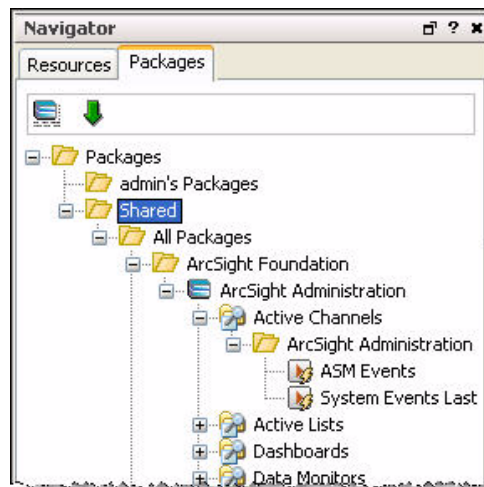 Navigator ?
Resources Packages
Packages
admin's Packages
Shared
All Packages
ArcSight Foundation
ArcSight Administration
Active Channels
ArcSight Administration
ASM Events
System Events Last
Active Lists
Dashboards
Data Monitors